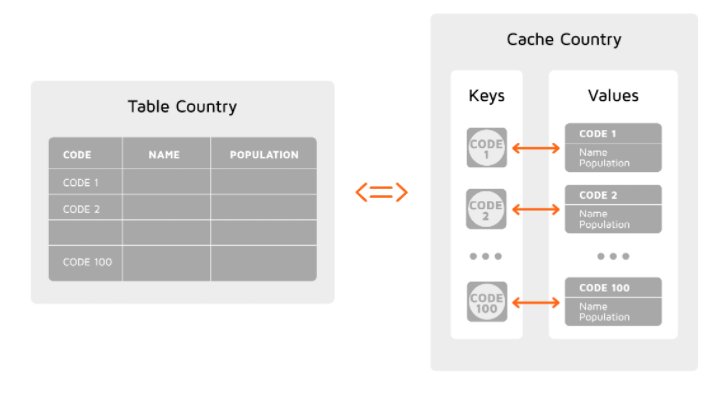 Table Country
CODE NAME POPULATION
CODE 1
CODE 2
CODE 100
Cache Country
Keys
Values
CODE
1
CODE 1
Name
Population
CODE
2
CODE 2
Name
Population
CODE
100
CODE 100
Name
Population